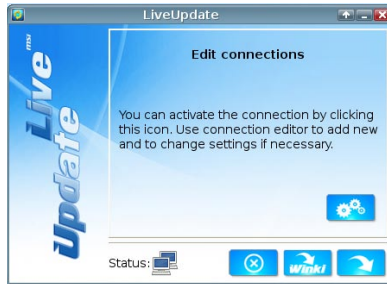 LiveUpdate
msi
Live
Update
Edit connections
You can activate the connection by clicking
this icon. Use connection editor to add new
and to change settings if necessary.
Status:
Winki